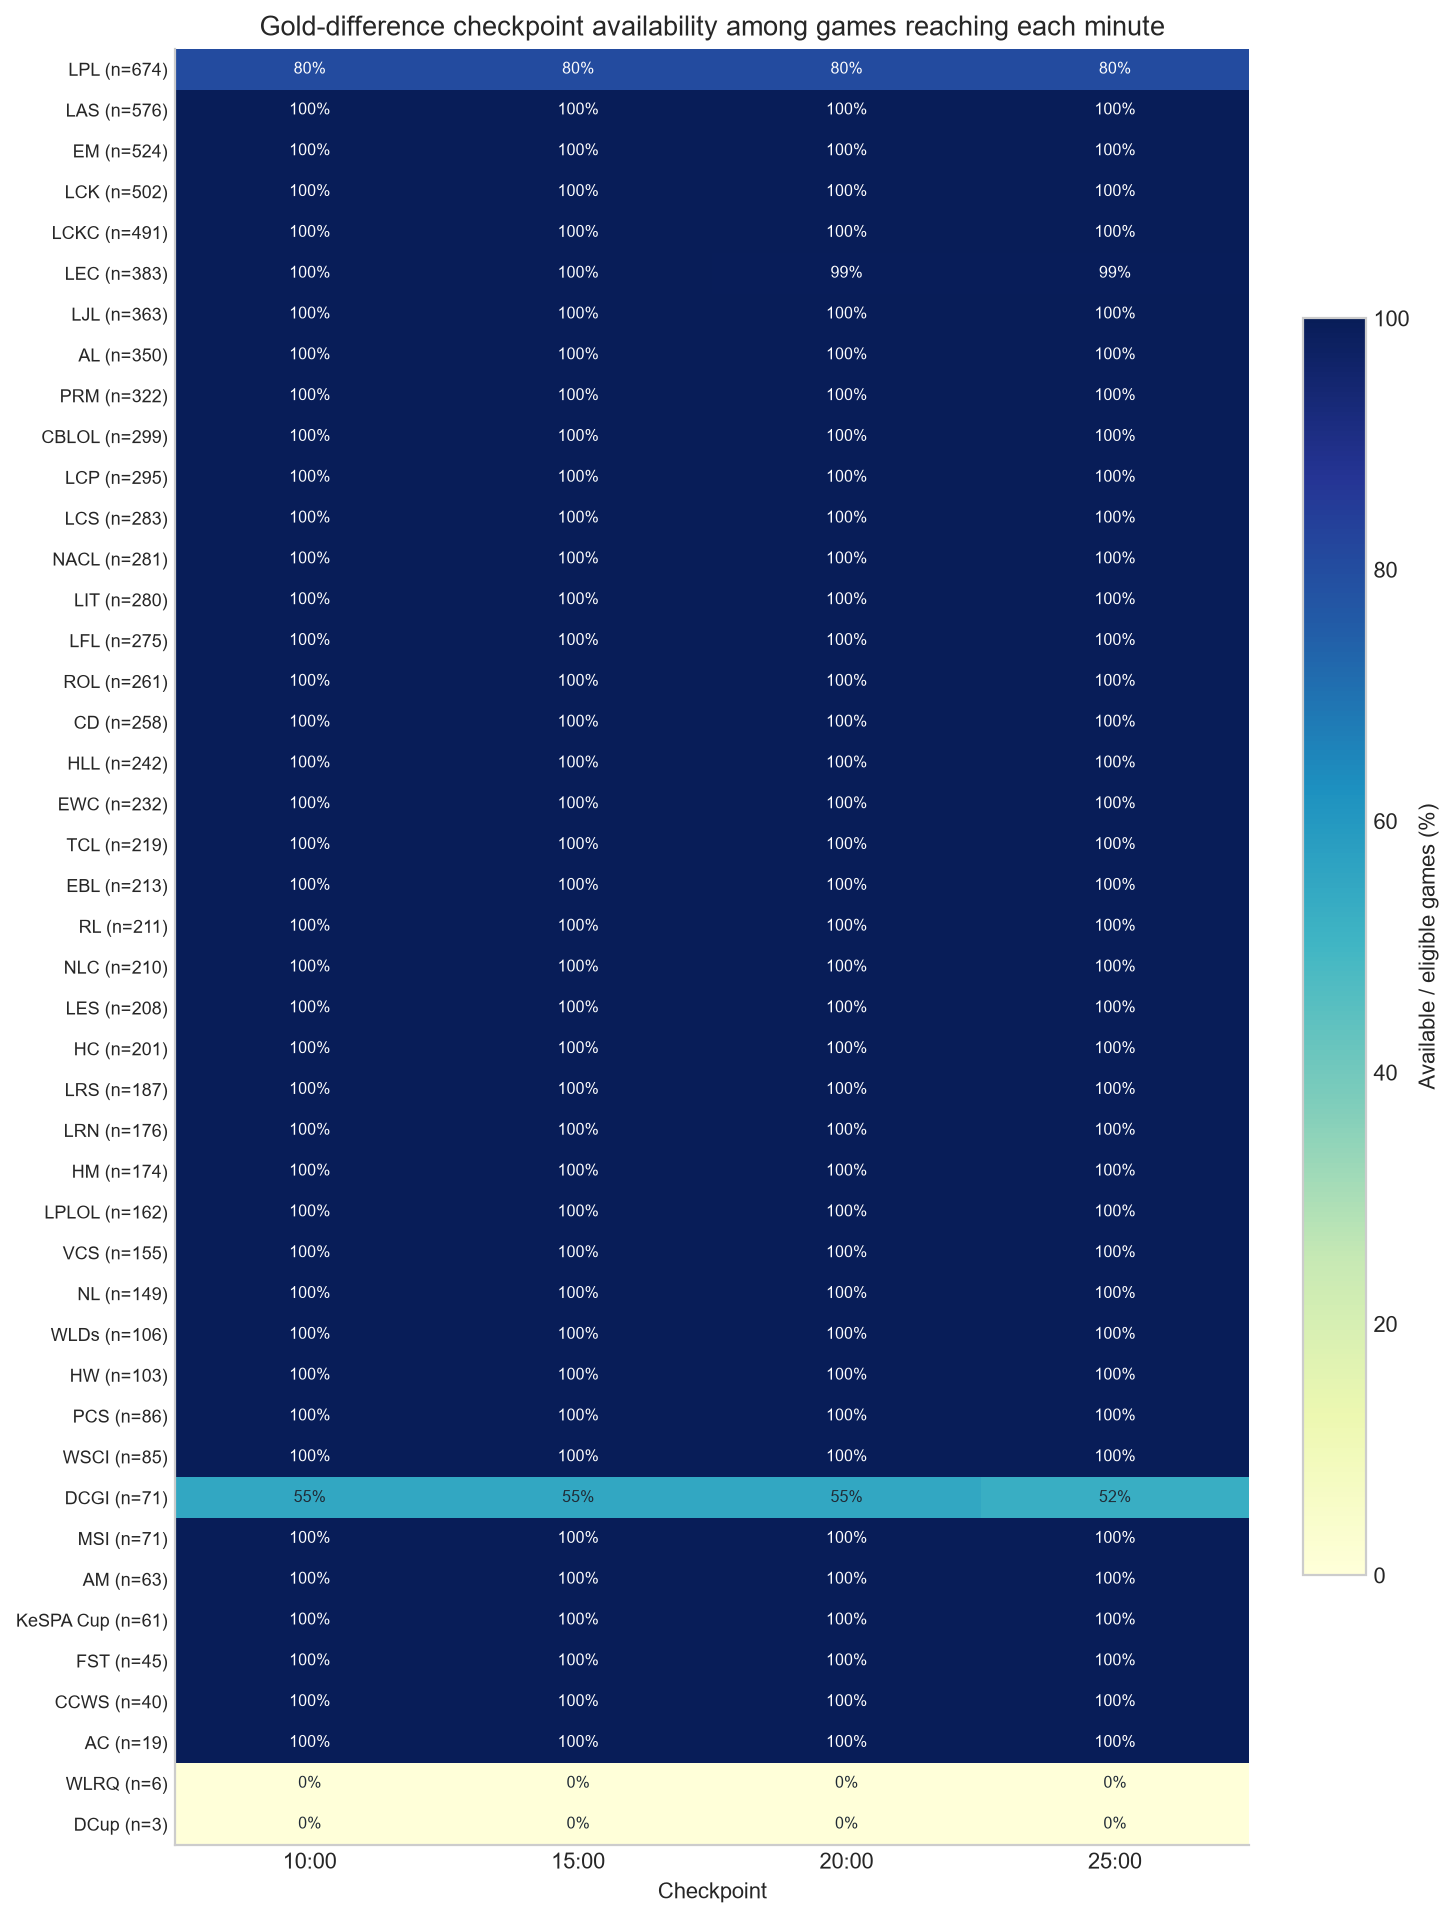 Gold-difference checkpoint availability among games reaching each minute
LPL (n=674) 80% 80% 80% 80%
LAS (n=576) 100% 100% 100% 100%
EM (n=524) 100% 100% 100% 100%
LCK (n=502) 100% 100% 100% 100%
LCKC (n=491) 100% 100% 100% 100%
LEC (n=383) 100% 100% 99% 99%
LJL (n=363) 100% 100% 100% 100%
AL (n=350) 100% 100% 100% 100%
PRM (n=322) 100% 100% 100% 100%
CBLOL (n=299) 100% 100% 100% 100%
LCP (n=295) 100% 100% 100% 100%
LCS (n=283) 100% 100% 100% 100%
NACL (n=281) 100% 100% 100% 100%
LIT (n=280) 100% 100% 100% 100%
LFL (n=275) 100% 100% 100% 100%
ROL (n=261) 100% 100% 100% 100%
CD (n=258) 100% 100% 100% 100%
HLL (n=242) 100% 100% 100% 100%
EWC (n=232) 100% 100% 100% 100%
TCL (n=219) 100% 100% 100% 100%
EBL (n=213) 100% 100% 100% 100%
RL (n=211) 100% 100% 100% 100%
NLC (n=210) 100% 100% 100% 100%
LES (n=208) 100% 100% 100% 100%
HC (n=201) 100% 100% 100% 100%
LRS (n=187) 100% 100% 100% 100%
LRN (n=176) 100% 100% 100% 100%
HM (n=174) 100% 100% 100% 100%
LPLOL (n=162) 100% 100% 100% 100%
VCS (n=155) 100% 100% 100% 100%
NL (n=149) 100% 100% 100% 100%
WLDs (n=106) 100% 100% 100% 100%
HW (n=103) 100% 100% 100% 100%
PCS (n=86) 100% 100% 100% 100%
WSCI (n=85) 100% 100% 100% 100%
DCGI (n=71) 55% 55% 55% 52%
MSI (n=71) 100% 100% 100% 100%
AM (n=63) 100% 100% 100% 100%
KeSPA Cup (n=61) 100% 100% 100% 100%
FST (n=45) 100% 100% 100% 100%
CCWS (n=40) 100% 100% 100% 100%
AC (n=19) 100% 100% 100% 100%
WLRQ (n=6) 0% 0% 0% 0%
DCup (n=3) 0% 0% 0% 0%
10:00 15:00 20:00 25:00
Checkpoint
100
80
60
40
20
0
Available / eligible games (%)